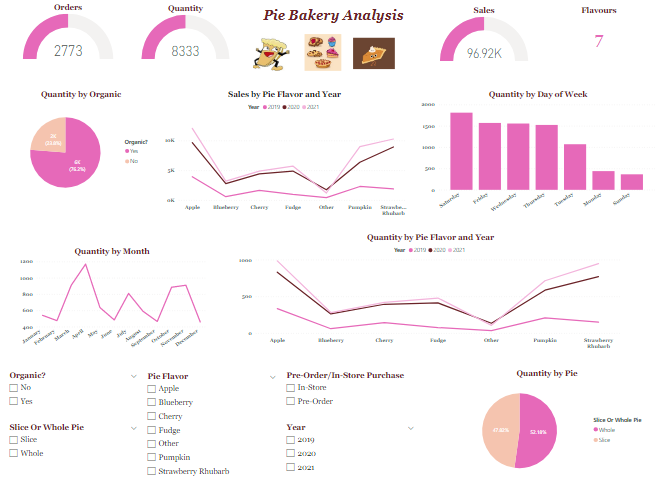 Orders
Quantity
Pie Bakery Analysis
Sales
Flavours
2773
8333
96.92K
7
Quantity by Organic
Organic?
Yes
No
Sales by Pie Flavor and Year
Year 2019 2020 2021
10K
5K
0K
Apple Blueberry Cherry Fudge Other Pumpkin Strawbe... Rhubarb
Quantity by Day of Week
2000
1500
1000
500
0
Saturday Friday Wednesday Thursday Tuesday Monday Sunday
Quantity by Month
1200
1000
800
600
400
January February March April May June July August September October November December
Quantity by Pie Flavor and Year
Year 2019 2020 2021
1000
500
0
Apple Blueberry Cherry Fudge Other Pumpkin Strawberry Rhubarb
Organic?
No
Yes
Slice Or Whole Pie
Slice
Whole
Pie Flavor
Apple
Blueberry
Cherry
Fudge
Other
Pumpkin
Strawberry Rhubarb
Pre-Order/In-Store Purchase
In-Store
Pre-Order
Year
2019
2020
2021
Quantity by Pie
47.82%
52.18%
Slice Or Whole Pie
Whole
Slice